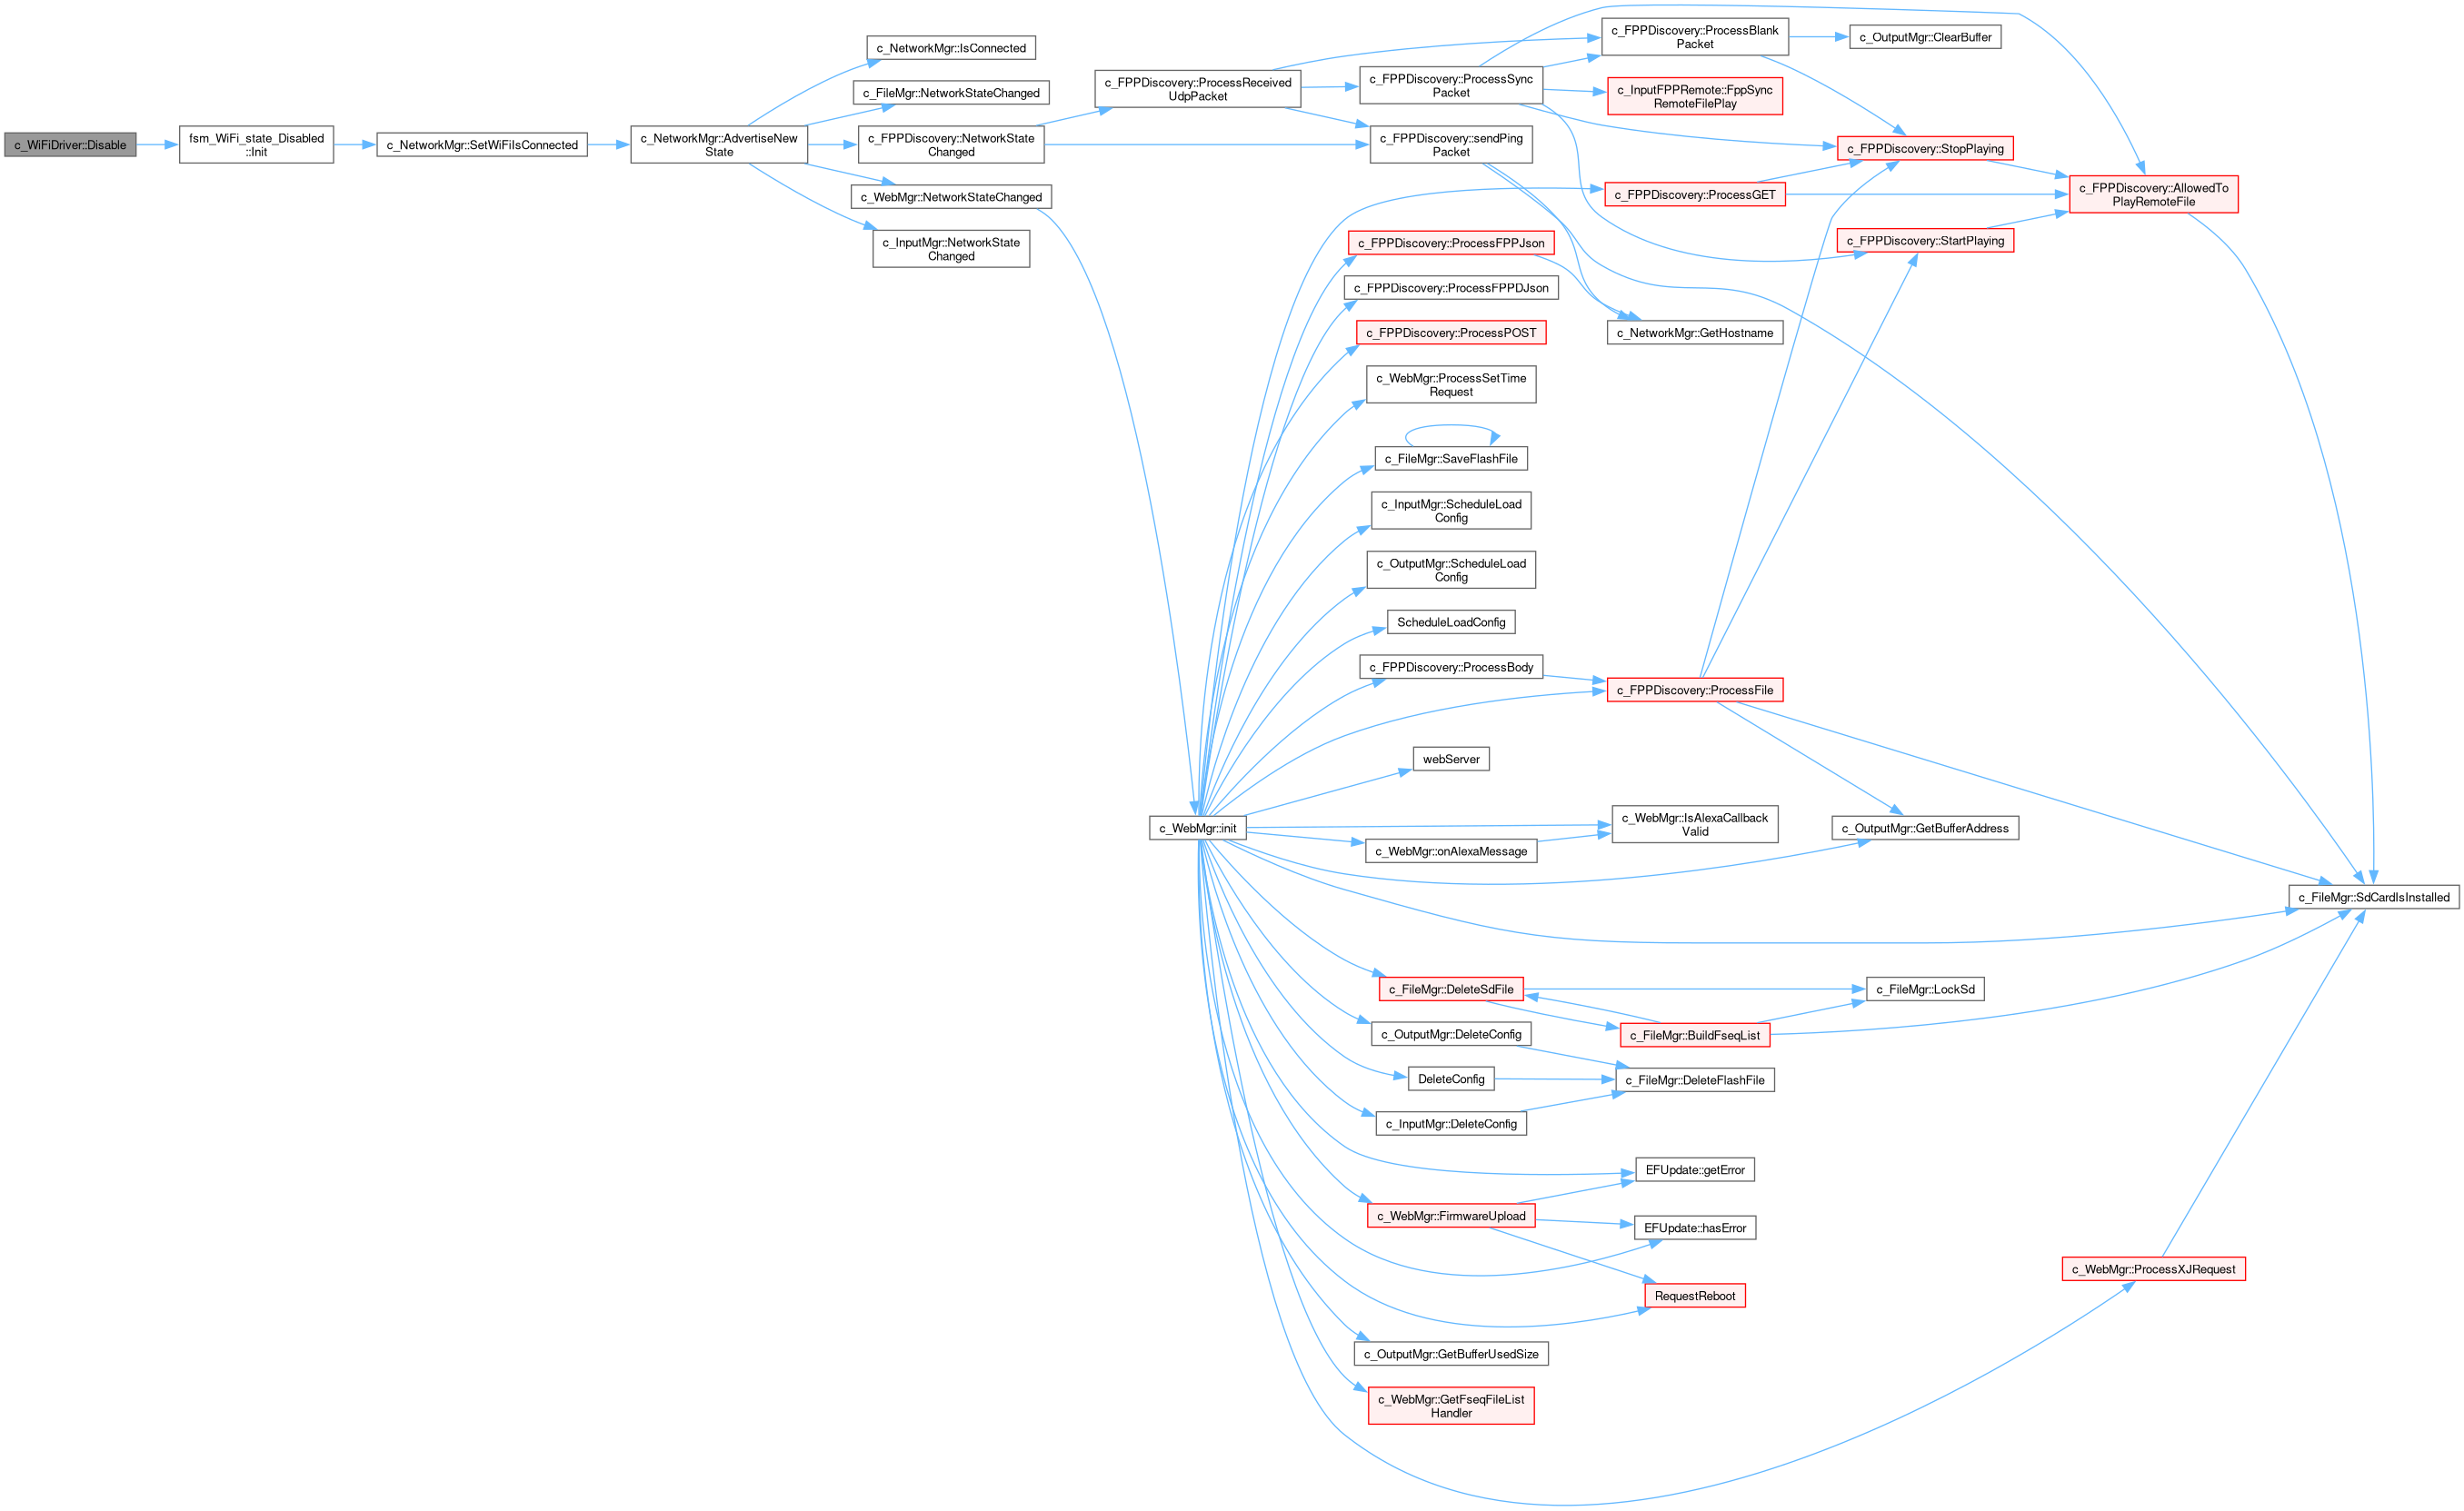 c_WiFiDriver::Disable
fsm_WiFi_state_Disabled
::Init
c_NetworkMgr::SetWiFiIsConnected
c_NetworkMgr::AdvertiseNew
State
c_NetworkMgr::IsConnected
c_FileMgr::NetworkStateChanged
c_FPPDiscovery::NetworkState
Changed
c_WebMgr::NetworkStateChanged
c_InputMgr::NetworkState
Changed
c_FPPDiscovery::ProcessReceived
UdpPacket
c_WebMgr::init
c_FPPDiscovery::ProcessSync
Packet
c_FPPDiscovery::sendPing
Packet
c_FPPDiscovery::ProcessFPPJson
c_FPPDiscovery::ProcessFPPDJson
c_FPPDiscovery::ProcessPOST
c_WebMgr::ProcessSetTime
Request
c_FileMgr::SaveFlashFile
c_InputMgr::ScheduleLoad
Config
c_OutputMgr::ScheduleLoad
Config
ScheduleLoadConfig
c_FPPDiscovery::ProcessBody
webServer
c_WebMgr::onAlexaMessage
c_FileMgr::DeleteSdFile
c_OutputMgr::DeleteConfig
DeleteConfig
c_InputMgr::DeleteConfig
c_WebMgr::FirmwareUpload
c_OutputMgr::GetBufferUsedSize
c_WebMgr::GetFseqFileList
Handler
c_FPPDiscovery::ProcessBlank
Packet
c_InputFPPRemote::FppSync
RemoteFilePlay
c_FPPDiscovery::ProcessGET
c_NetworkMgr::GetHostname
c_FPPDiscovery::ProcessFile
c_WebMgr::IsAlexaCallback
Valid
c_FileMgr::BuildFseqList
c_FileMgr::DeleteFlashFile
EFUpdate::getError
EFUpdate::hasError
RequestReboot
c_OutputMgr::ClearBuffer
c_FPPDiscovery::StopPlaying
c_FPPDiscovery::StartPlaying
c_OutputMgr::GetBufferAddress
c_FileMgr::LockSd
c_FPPDiscovery::AllowedTo
PlayRemoteFile
c_WebMgr::ProcessXJRequest
c_FileMgr::SdCardIsInstalled